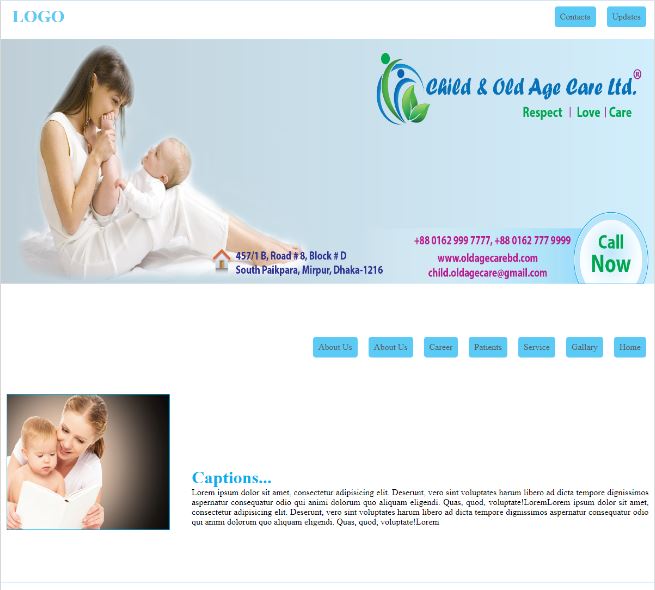 LOGO
Contacts
Updates
Child & Old Age Care Ltd.®
Respect | Love | Care
457/1 B, Road # 8, Block # D
South Paikpara, Mirpur, Dhaka-1216
+88 0162 999 7777, +88 0162 777 9999
www.oldagecarebd.com
child.oldagecare@gmail.com
Call
Now
About Us
About Us
Career
Patients
Service
Gallary
Home
Captions...
Lorem ipsum dolor sit amet, consectetur adipisicing elit. Deserunt, vero sint voluptates harum libero ad dicta tempore dignissimos
aspernatur consequatur odio qui animi dolorum quo aliquam eligendi. Quas, quod, voluptate!LoremLorem ipsum dolor sit amet,
consectetur adipisicing elit. Deserunt, vero sint voluptates harum libero ad dicta tempore dignissimos aspernatur consequatur odio
qui animi dolorum quo aliquam eligendi. Quas, quod, voluptate!Lorem